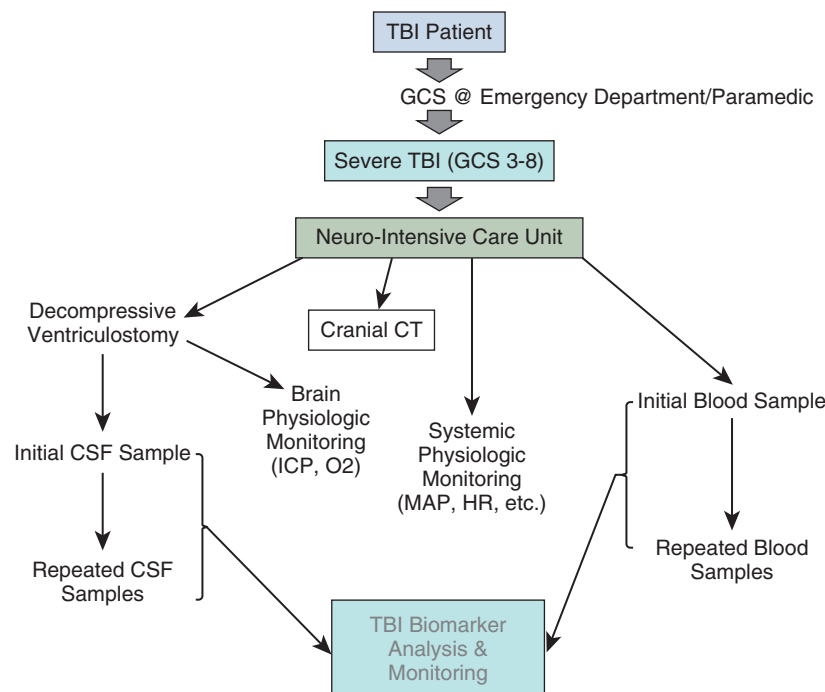 TBI Patient
GCS @ Emergency Department/Paramedic
Severe TBI (GCS 3-8)
Neuro-Intensive Care Unit
Decompressive
Ventriculostomy
Cranial CT
Brain
Physiologic
Monitoring
(ICP, O2)
Systemic
Physiologic
Monitoring
(MAP, HR, etc.)
Initial Blood Sample
Initial CSF Sample
Repeated CSF
Samples
Repeated Blood
Samples
TBI Biomarker
Analysis &
Monitoring